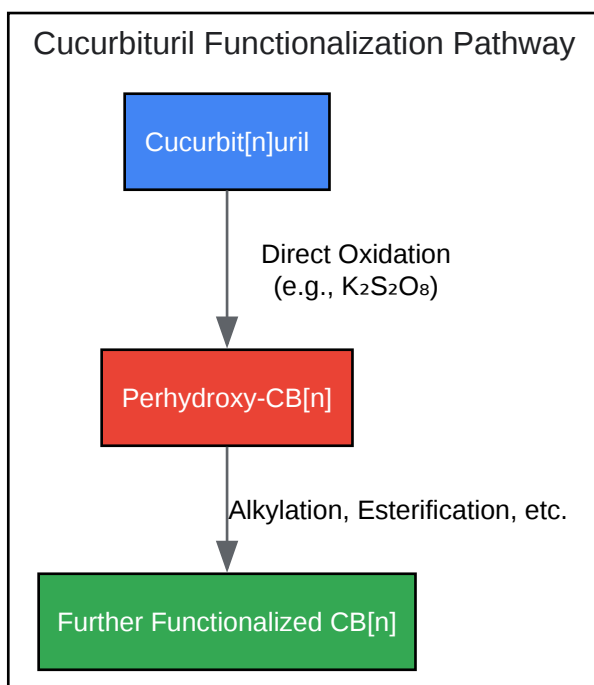 Cucurbituril Functionalization Pathway
Cucurbit[n]uril
Direct Oxidation
(e.g., K₂S₂O₈)
Perhydroxy-CB[n]
Alkylation, Esterification, etc.
Further Functionalized CB[n]